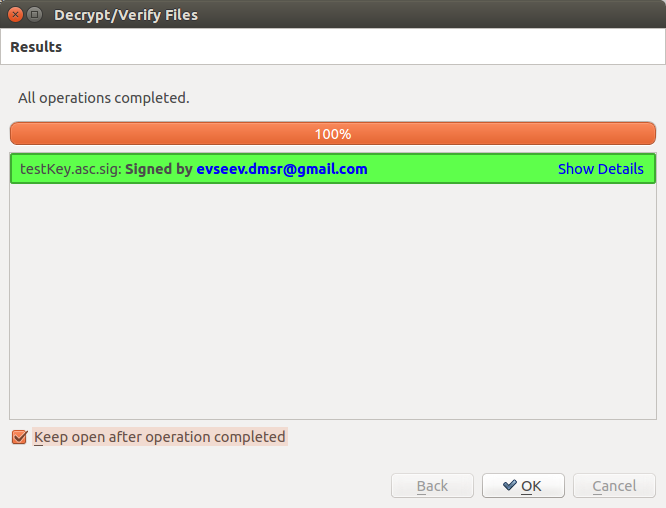 Decrypt/Verify Files
Results
All operations completed.
100%
testKey.asc.sig: Signed by evseev.dmsr@gmail.com Show Details
Keep open after operation completed
Back OK Cancel